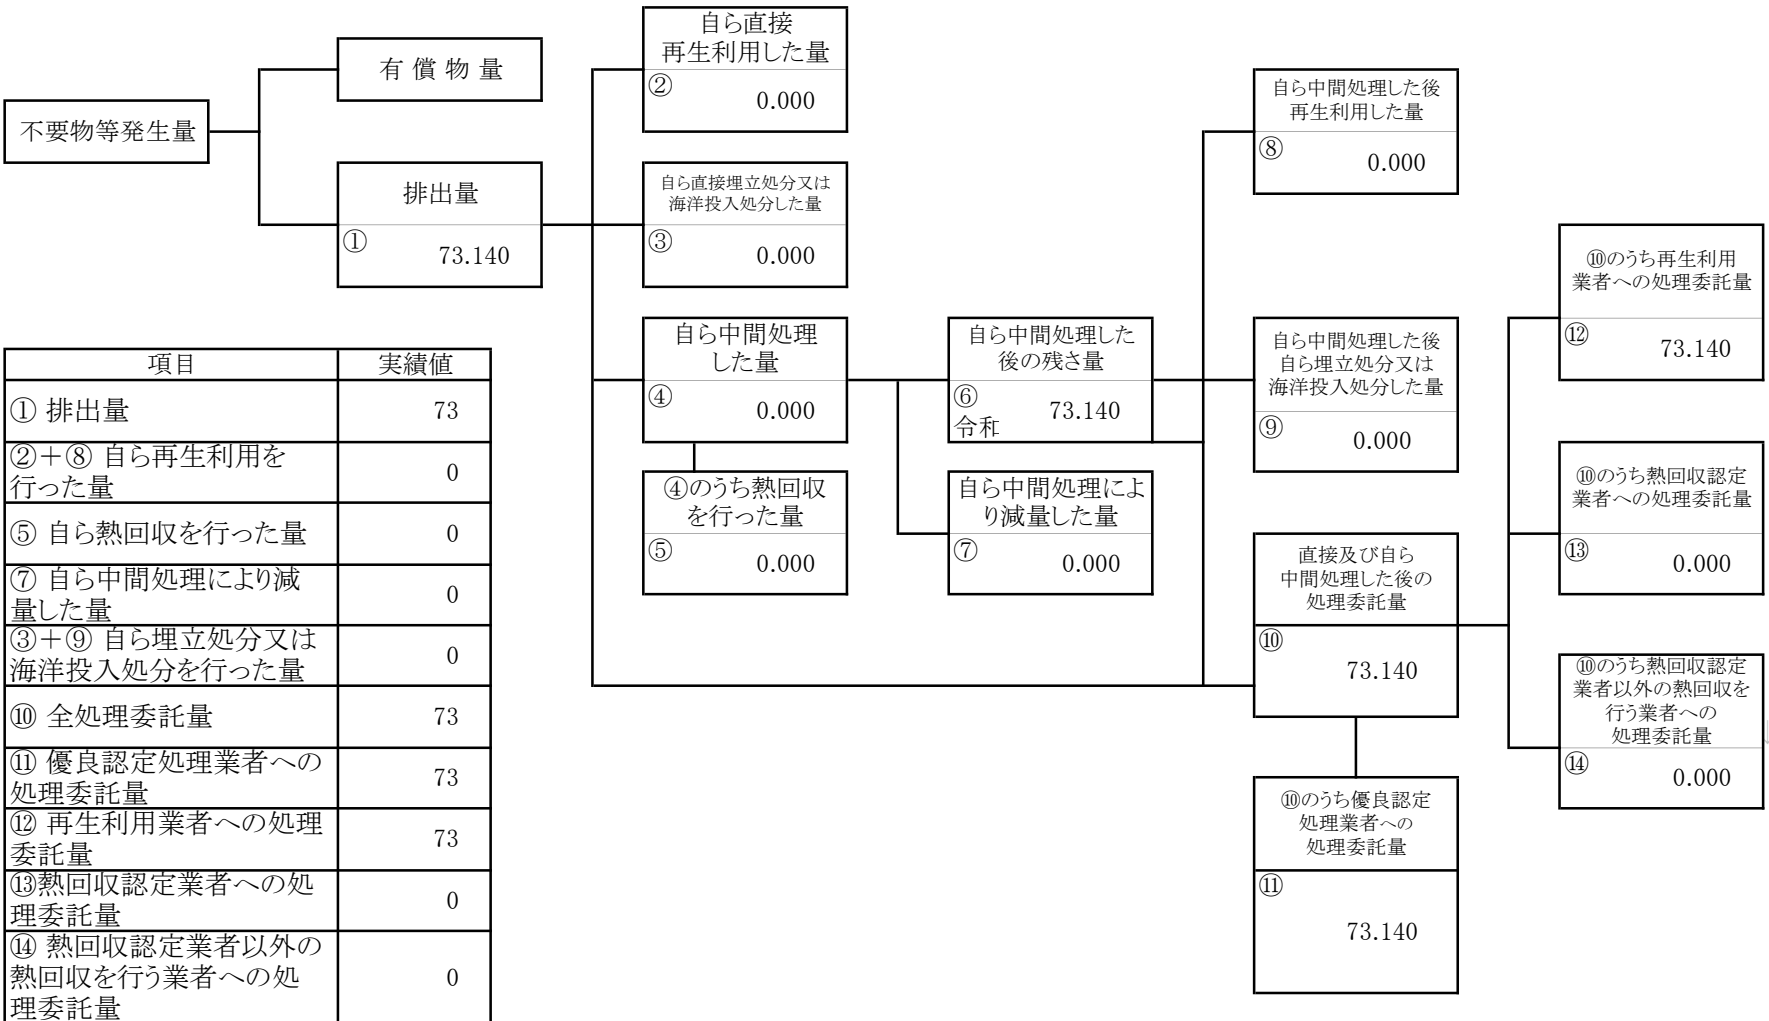 不要物等発生量
有 償 物 量
排出量
①
73.140
自ら直接
再生利用した量
②
0.000
自ら直接埋立処分又は
海洋投入処分した量
③
0.000
自ら中間処理
した量
④
0.000
④のうち熱回収
を行った量
⑤
0.000
自ら中間処理した
後の残さ量
⑥
73.140
令和
自ら中間処理によ
り減量した量
⑦
0.000
自ら中間処理した後
再生利用した量
⑧
0.000
自ら中間処理した後
自ら埋立処分又は
海洋投入処分した量
⑨
0.000
直接及び自ら
中間処理した後の
処理委託量
⑩
73.140
⑩のうち優良認定
処理業者への
処理委託量
⑪
73.140
⑩のうち再生利用
業者への処理委託量
⑫
73.140
⑩のうち熱回収認定
業者への処理委託量
⑬
0.000
⑩のうち熱回収認定
業者以外の熱回収を
行う業者への
処理委託量
⑭
0.000
↓
項目 実績値
① 排出量 73
②＋⑧ 自ら再生利用を
行った量 0
⑤ 自ら熱回収を行った量 0
⑦ 自ら中間処理により減
量した量 0
③＋⑨ 自ら埋立処分又は
海洋投入処分を行った量 0
⑩ 全処理委託量 73
⑪ 優良認定処理業者への
処理委託量 73
⑫ 再生利用業者への処理
委託量 73
⑬熱回収認定業者への処
理委託量 0
⑭ 熱回収認定業者以外の
熱回収を行う業者への処
理委託量 0